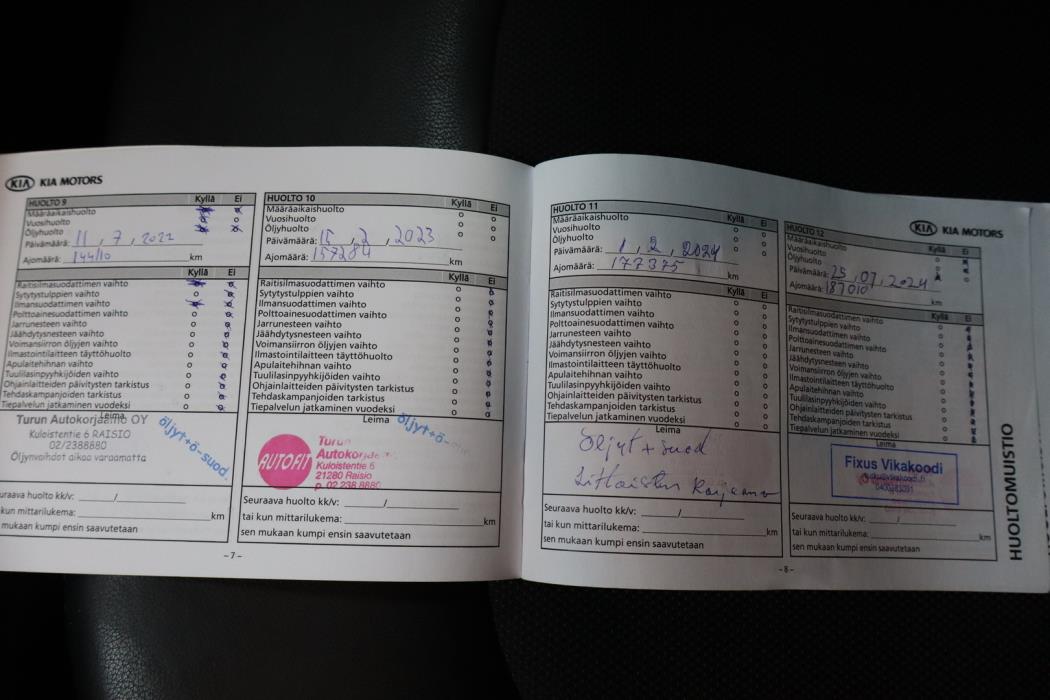 KIA KIA MOTORS
HUOLTO 9 Kyllä Ei
Määräaikaishuolto
Vuosihuolto
Öljyhuolto
Päivämäärä: 11, 7, 2022
Ajomäärä: 144110 km
Kyllä Ei
Raitisilmasuodattimen vaihto
Sytytystulppien vaihto
Ilmansuodattimen vaihto
Polttoainesuodattimen vaihto
Jarrunesteen vaihto
Jäähdytysnesteen vaihto
Voimansiirron öljyjen vaihto
Ilmastointilaitteen täyttöhuolto
Apulaitehihnan vaihto
Tuulilasinpyyhkijöiden vaihto
Ohjainlaitteiden päivitysten tarkistus
Tehdaskampanjoiden tarkistus
Tiepalvelun jatkaminen vuodeksi
Leima
Turun Autokorjaamo OY
Kuloistentie 6 RAISIO
02/2388880
Öljynvaihdot aikaa varaamatta
öljyt+ö-suod.
euraava huolto kk/v: /
kun mittarilukema: km
mukaan kumpi ensin saavutetaan
-7-
HUOLTO 10 Kyllä Ei
Määräaikaishuolto
Vuosihuolto
Öljyhuolto
Päivämäärä: 15, 2, 2023
Ajomäärä: 157284 km
Kyllä Ei
Raitisilmasuodattimen vaihto
Sytytystulppien vaihto
Ilmansuodattimen vaihto
Polttoainesuodattimen vaihto
Jarrunesteen vaihto
Jäähdytysnesteen vaihto
Voimansiirron öljyjen vaihto
Ilmastointilaitteen täyttöhuolto
Apulaitehihnan vaihto
Tuulilasinpyyhkijöiden vaihto
Ohjainlaitteiden päivitysten tarkistus
Tehdaskampanjoiden tarkistus
Tiepalvelun jatkaminen vuodeksi
Leima
öljyt+ö-
AUTOFIT
Turun
Autokorja
Kuloistentie 6
21280 Raisio
p. 02 238 8880
Seuraava huolto kk/v: /
tai kun mittarilukema: km
sen mukaan kumpi ensin saavutetaan
HUOLTO 11 Kyllä Ei
Määräaikaishuolto
Vuosihuolto
Öljyhuolto
Päivämäärä: 1, 2, 2024
Ajomäärä: 177375 km
Kyllä Ei
Raitisilmasuodattimen vaihto
Sytytystulppien vaihto
Ilmansuodattimen vaihto
Polttoainesuodattimen vaihto
Jarrunesteen vaihto
Jäähdytysnesteen vaihto
Voimansiirron öljyjen vaihto
Ilmastointilaitteen täyttöhuolto
Apulaitehihnan vaihto
Tuulilasinpyyhkijöiden vaihto
Ohjainlaitteiden päivitysten tarkistus
Tehdaskampanjoiden tarkistus
Tiepalvelun jatkaminen vuodeksi
Leima
Öljyt + suod
Seuraava huolto kk/v: /
tai kun mittarilukema: km
sen mukaan kumpi ensin saavutetaan
-8-
KIA KIA MOTORS
HUOLTO 12 Kyllä Ei
Määräaikaishuolto
Vuosihuolto
Öljyhuolto
Päivämäärä: 25, 07, 2024
Ajomäärä: 187010 km
Kyllä Ei
Raitisilmasuodattimen vaihto
Sytytystulppien vaihto
Ilmansuodattimen vaihto
Polttoainesuodattimen vaihto
Jarrunesteen vaihto
Jäähdytysnesteen vaihto
Voimansiirron öljyjen vaihto
Ilmastointilaitteen täyttöhuolto
Apulaitehihnan vaihto
Tuulilasinpyyhkijöiden vaihto
Ohjainlaitteiden päivitysten tarkistus
Tehdaskampanjoiden tarkistus
Tiepalvelun jatkaminen vuodeksi
Leima
Fixus Vikakoodi
Seuraava huolto kk/v: /
tai kun mittarilukema: km
sen mukaan kumpi ensin saavutetaan
HUOLTOMUISTIO